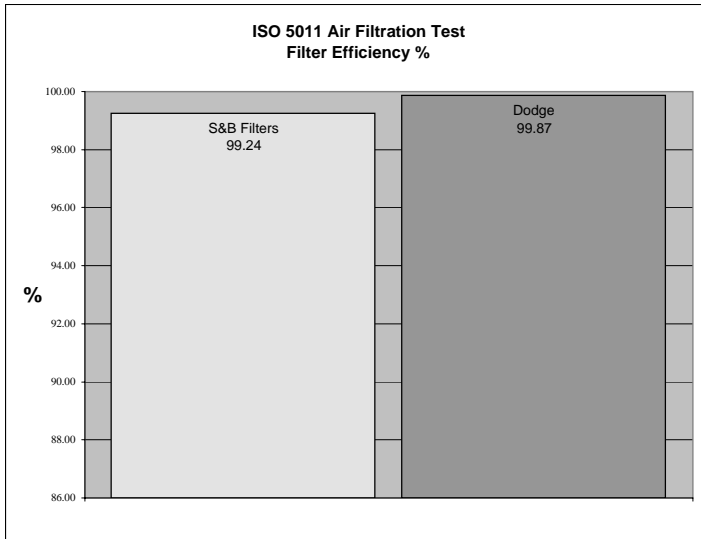 ISO 5011 Air Filtration Test
Filter Efficiency %
100.00
98.00
96.00
94.00
92.00
90.00
88.00
86.00
%
S&B Filters
99.24
Dodge
99.87